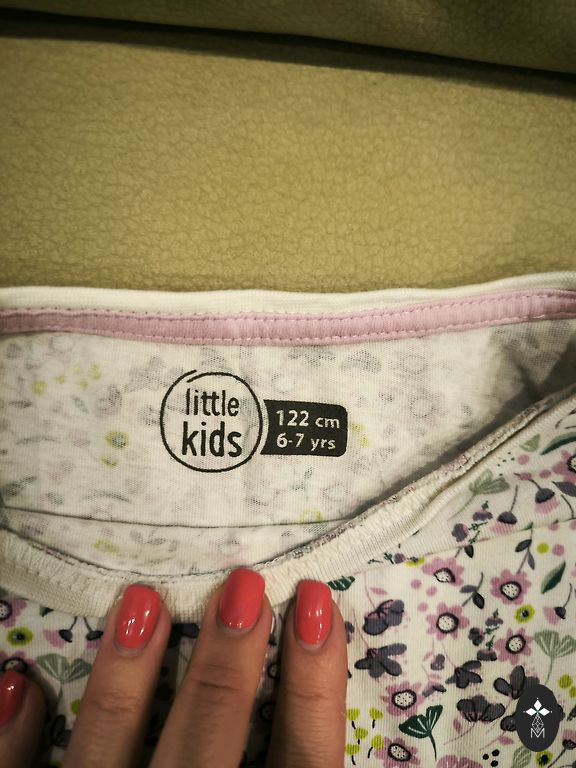 little
kids
122 cm
6-7 yrs
M